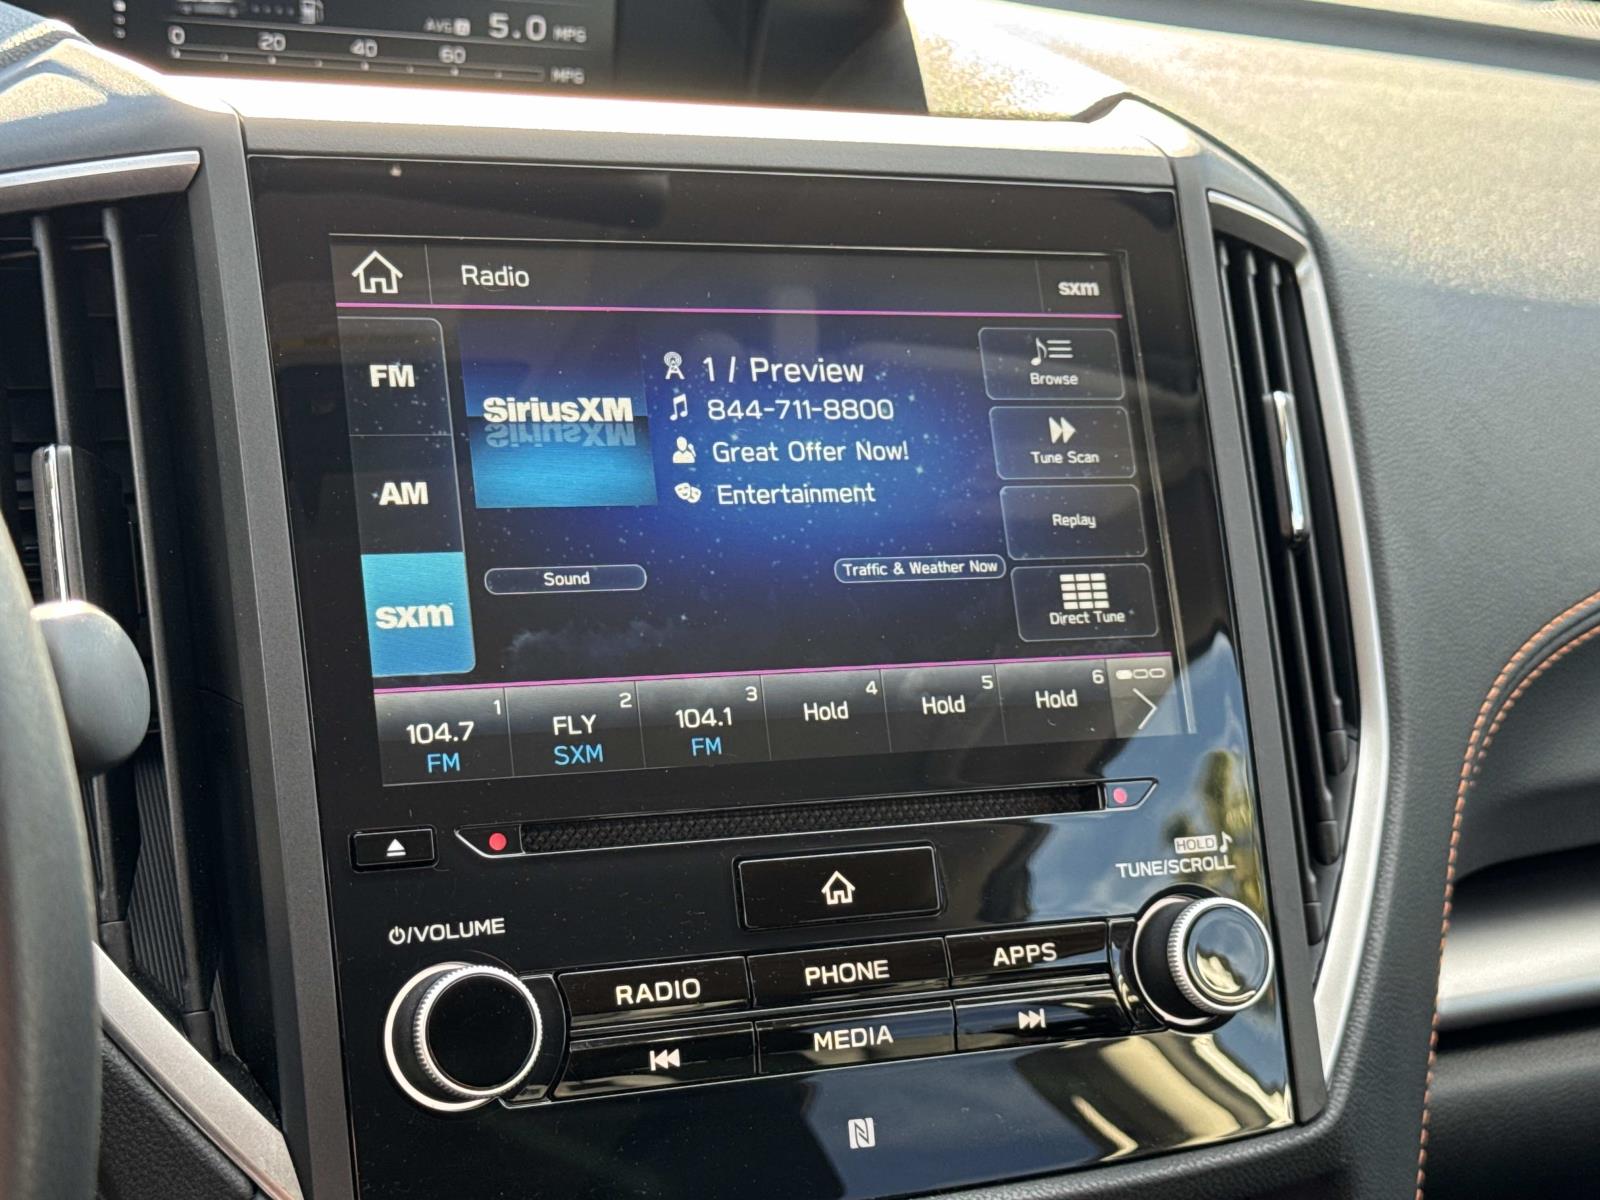 AVG 5.0 MPG
0 20 40 60 MPG
Radio
sxm
FM
AM
sxm
SiriusXM
1 / Preview
844-711-8800
Great Offer Now!
Entertainment
Browse
Tune Scan
Replay
Direct Tune
Sound
Traffic & Weather Now
1
104.7
FM
2
FLY
SXM
3
104.1
FM
4
Hold
5
Hold
6
Hold
HOLD
TUNE/SCROLL
/VOLUME
RADIO
PHONE
APPS
MEDIA